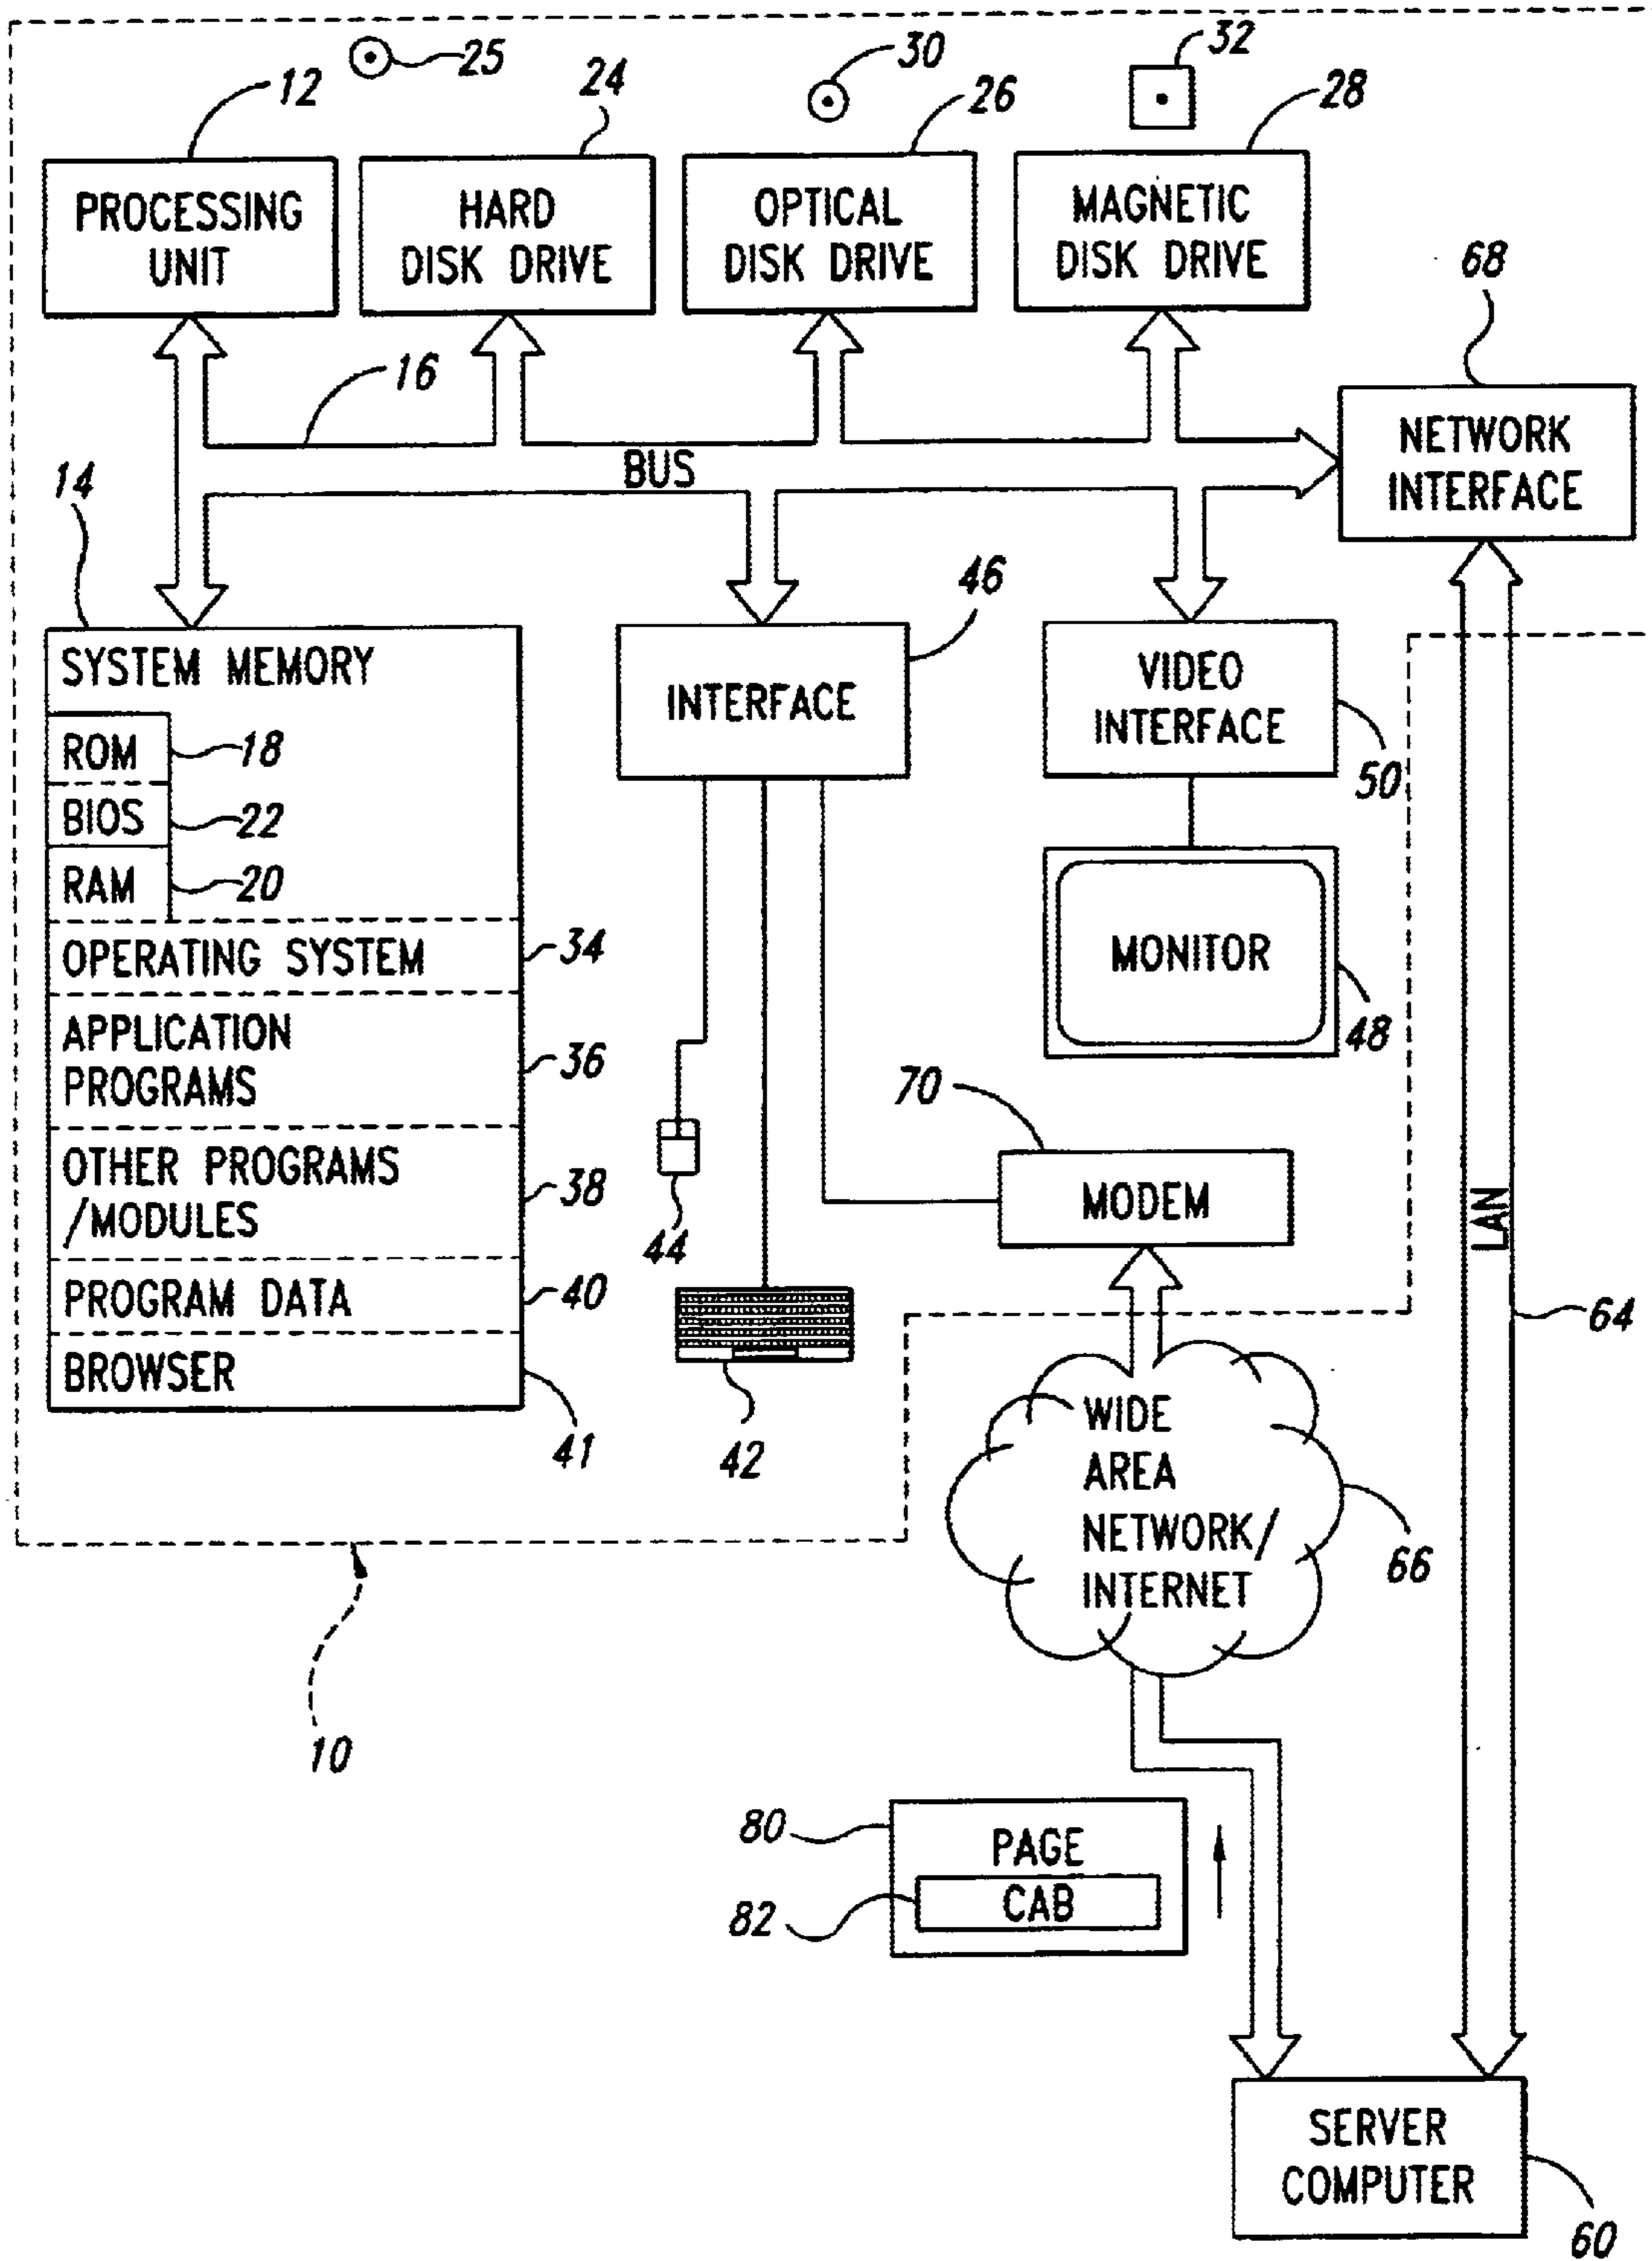 25
30
32
12
24
26
28
PROCESSING
UNIT
HARD
DISK DRIVE
OPTICAL
DISK DRIVE
MAGNETIC
DISK DRIVE
68
16
NETWORK
INTERFACE
BUS
14
46
SYSTEM MEMORY
ROM
18
BIOS
22
RAM
20
OPERATING SYSTEM
34
APPLICATION
PROGRAMS
36
OTHER PROGRAMS
/MODULES
38
PROGRAM DATA
40
BROWSER
41
INTERFACE
VIDEO
INTERFACE
50
MONITOR
48
70
MODEM
44
42
LAN
64
WIDE
AREA
NETWORK/
INTERNET
66
10
80
PAGE
82
CAB
SERVER
COMPUTER
60